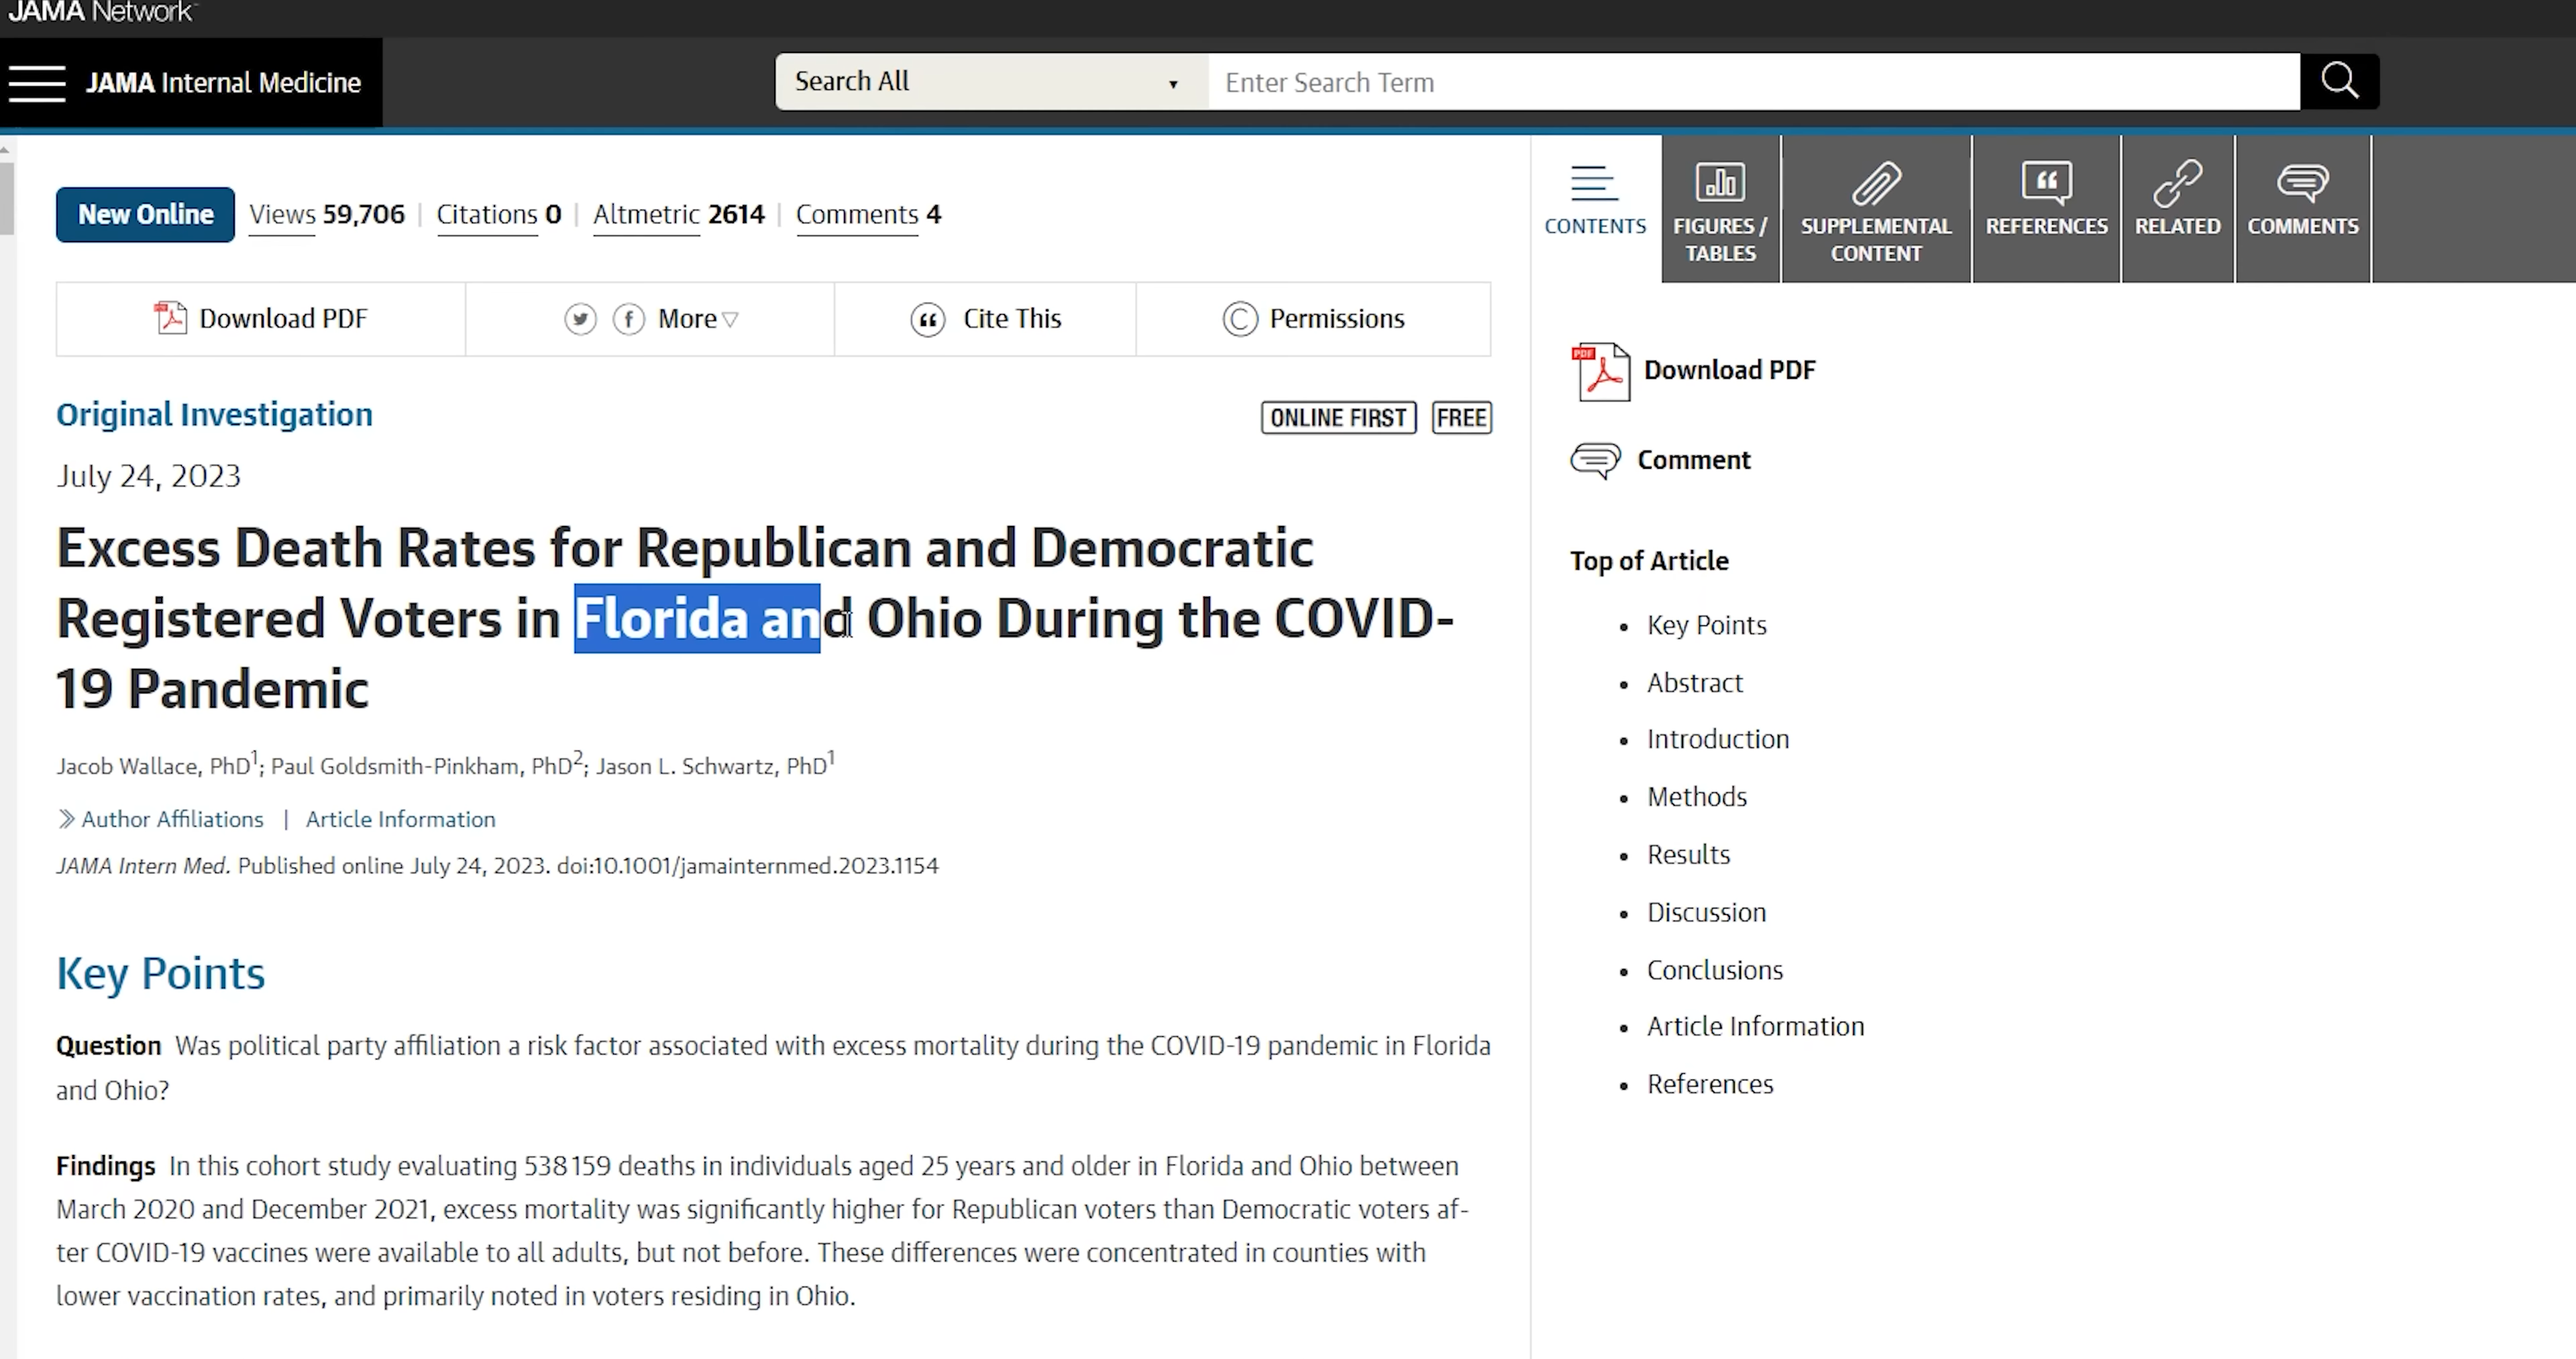 JAMA Network
JAMA Internal Medicine
Search All
Enter Search Term
New Online Views 59,706 | Citations 0 | Altmetric 2614 | Comments 4
Download PDF
More
Cite This
Permissions
Original Investigation
ONLINE FIRST FREE
July 24, 2023
Excess Death Rates for Republican and Democratic
Registered Voters in Florida and Ohio During the COVID-
19 Pandemic
Jacob Wallace, PhD1; Paul Goldsmith-Pinkham, PhD2; Jason L. Schwartz, PhD1
Author Affiliations | Article Information
JAMA Intern Med. Published online July 24, 2023. doi:10.1001/jamainternmed.2023.1154
Key Points
Question Was political party affiliation a risk factor associated with excess mortality during the COVID-19 pandemic in Florida
and Ohio?
Findings In this cohort study evaluating 538 159 deaths in individuals aged 25 years and older in Florida and Ohio between
March 2020 and December 2021, excess mortality was significantly higher for Republican voters than Democratic voters af-
ter COVID-19 vaccines were available to all adults, but not before. These differences were concentrated in counties with
lower vaccination rates, and primarily noted in voters residing in Ohio.
CONTENTS
FIGURES /
TABLES
SUPPLEMENTAL
CONTENT
REFERENCES
RELATED
COMMENTS
PDF
Download PDF
Comment
Top of Article
Key Points
Abstract
Introduction
Methods
Results
Discussion
Conclusions
Article Information
References